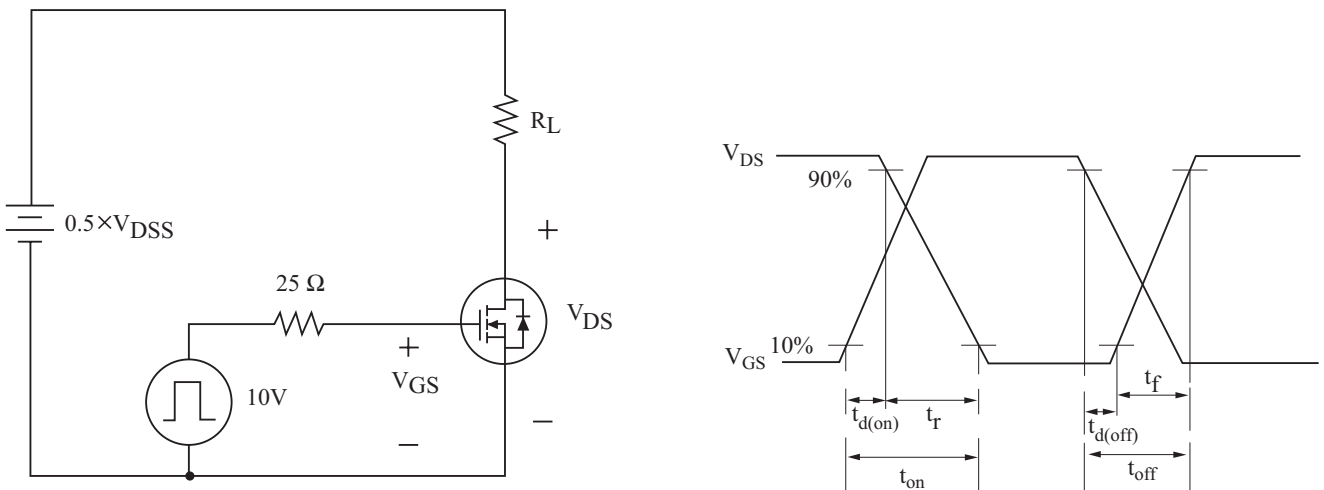 R_L
0.5×V_DSS
+
25 Ω
V_DS
+
V_GS
10V
−
−
V_DS
90%
V_GS 10%
t_d(on)
t_r
t_on
t_f
t_d(off)
t_off